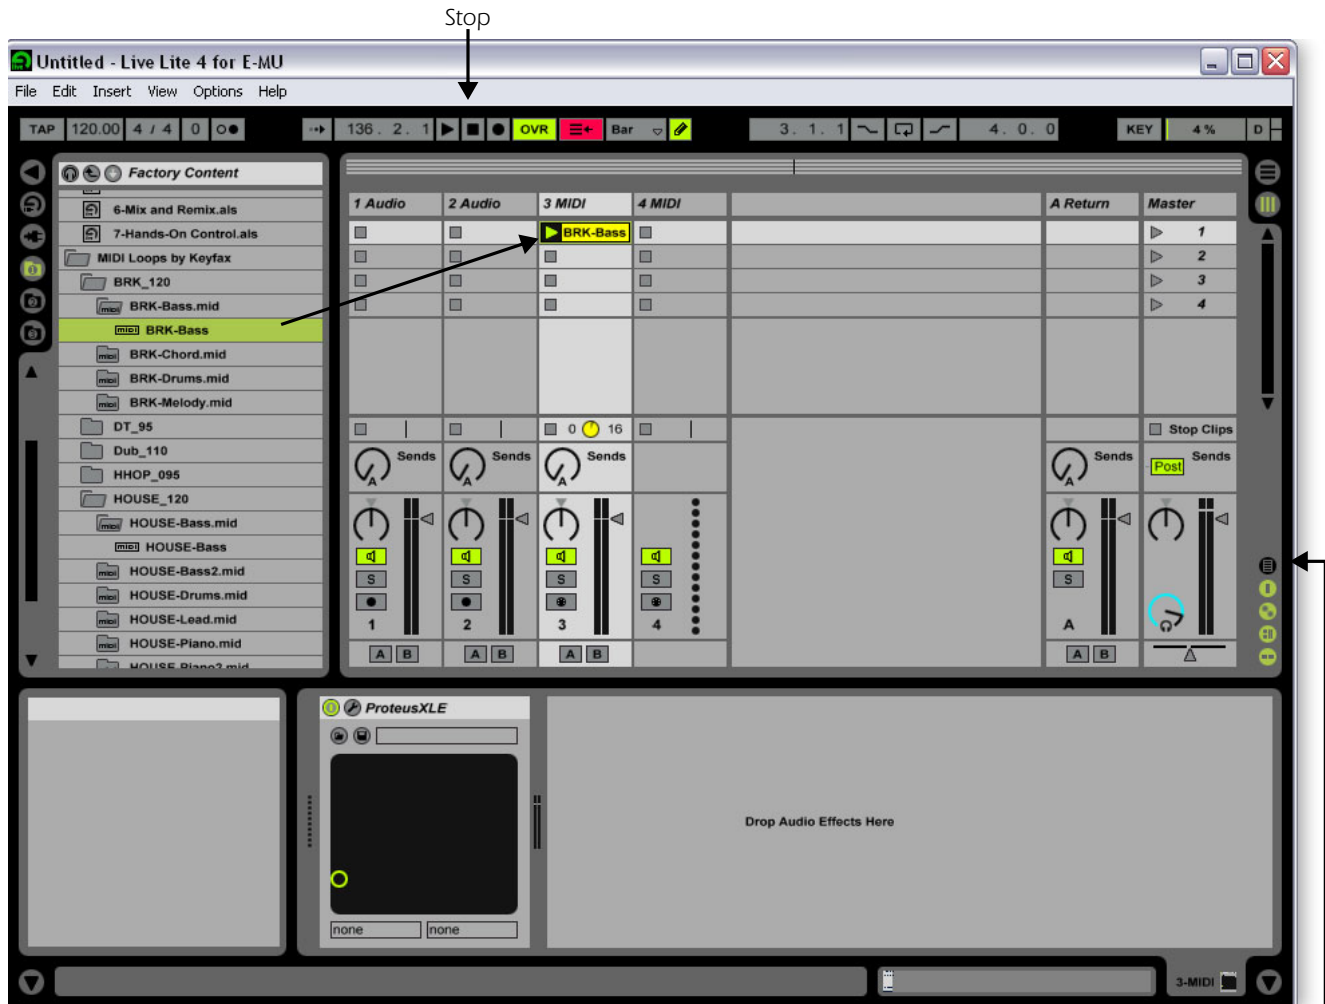 Stop
Untitled - Live Lite 4 for E-MU
File Edit Insert View Options Help
TAP 120.00 4 / 4 0 136. 2. 1 OVR Bar 3. 1. 1 4. 0. 0 KEY 4 % D
Factory Content
6-Mix and Remix.als
7-Hands-On Control.als
MIDI Loops by Keyfax
BRK_120
BRK-Bass.mid
BRK-Bass
BRK-Chord.mid
BRK-Drums.mid
BRK-Melody.mid
DT_95
Dub_110
HHOP_095
HOUSE_120
HOUSE-Bass.mid
HOUSE-Bass
HOUSE-Bass2.mid
HOUSE-Drums.mid
HOUSE-Lead.mid
HOUSE-Piano.mid
HOUSE-Piano2.mid
1 Audio 2 Audio 3 MIDI 4 MIDI A Return Master
BRK-Bass 1
2
3
4
0 16 Stop Clips
Sends Sends Sends Sends Post Sends
A A A A
S S S S S
1 2 3 4 A
A B A B A B A B
ProteusXLE
none none
Drop Audio Effects Here
3-MIDI